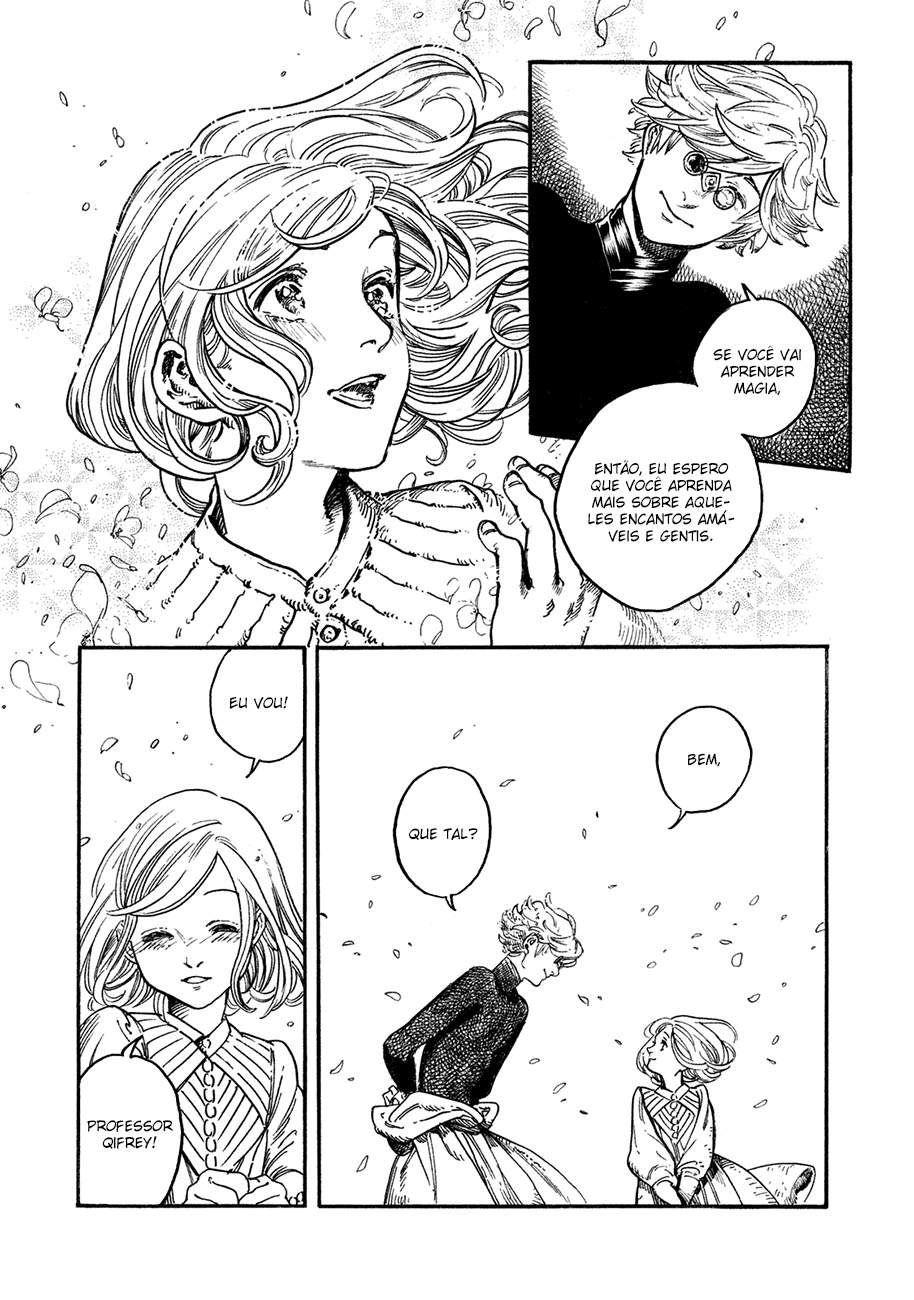 SE VOCÊ VAI
APRENDER
MAGIA,
ENTÃO, EU ESPERO
QUE VOCÊ APRENDA
MAIS SOBRE AQUE-
LES ENCANTOS AMÁ-
VEIS E GENTIS.
BEM,
QUE TAL?
EU VOU!
PROFESSOR
QIFREY!